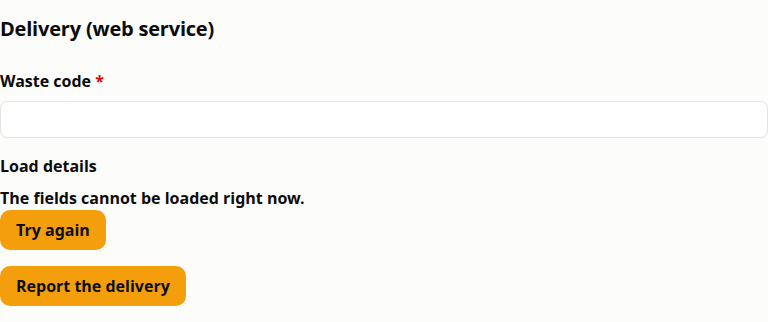 Delivery (web service)
Waste code *
Load details
The fields cannot be loaded right now.
Try again
Report the delivery